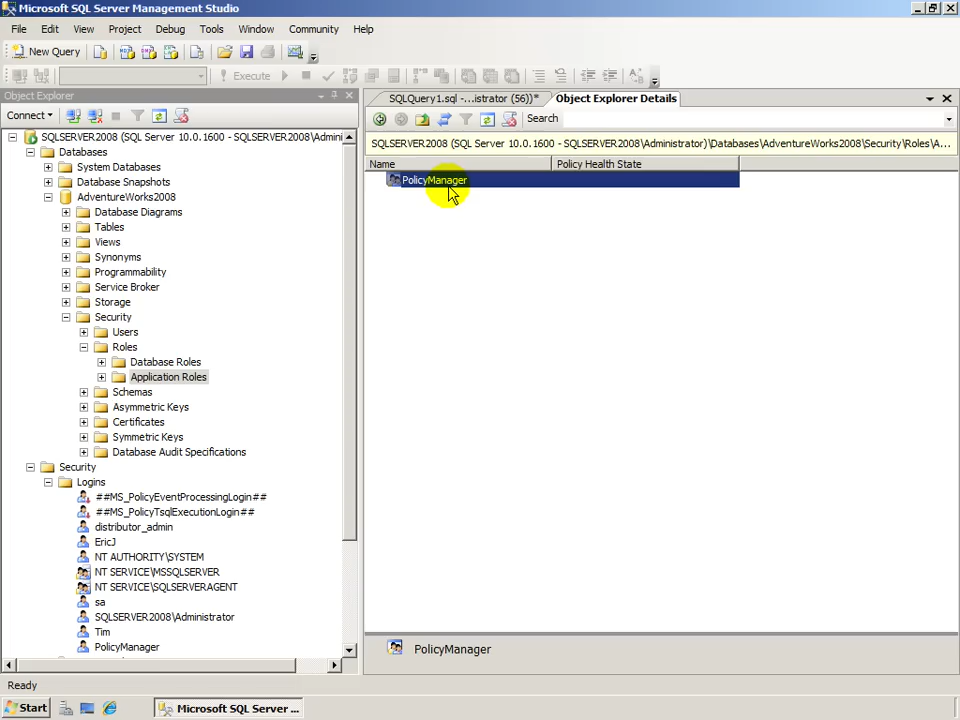 Microsoft SQL Server Management Studio
File Edit View Project Debug Tools Window Community Help
New Query
Execute
Object Explorer
SQLQuery1.sql -...istrator (56))*
Object Explorer Details
Connect
Search
SQLSERVER2008 (SQL Server 10.0.1600 - SQLSERVER2008\Administrator)\Databases\AdventureWorks2008\Security\Roles\A...
Name
Policy Health State
PolicyManager
SQLSERVER2008 (SQL Server 10.0.1600 - SQLSERVER2008\Admini
Databases
System Databases
Database Snapshots
AdventureWorks2008
Database Diagrams
Tables
Views
Synonyms
Programmability
Service Broker
Storage
Security
Users
Roles
Database Roles
Application Roles
Schemas
Asymmetric Keys
Certificates
Symmetric Keys
Database Audit Specifications
Security
Logins
##MS_PolicyEventProcessingLogin##
##MS_PolicyTsqlExecutionLogin##
distributor_admin
EricJ
NT AUTHORITY\SYSTEM
NT SERVICE\MSSQLSERVER
NT SERVICE\SQLSERVERAGENT
sa
SQLSERVER2008\Administrator
Tim
PolicyManager
PolicyManager
Ready
Start
Microsoft SQL Server ...